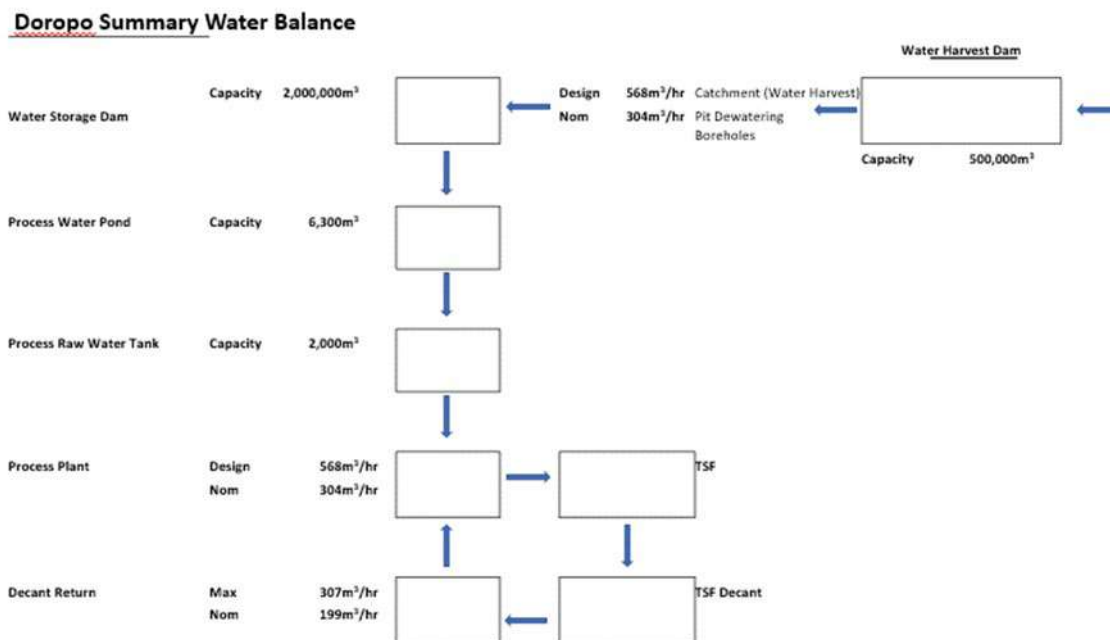 Doropo Summary Water Balance
Water Harvest Dam
Capacity 2,000,000m³
Design 568m³/hr Catchment (Water Harvest)
Water Storage Dam
Nom 304m³/hr Pit Dewatering
Boreholes
Capacity 500,000m³
Process Water Pond Capacity 6,300m³
Process Raw Water Tank Capacity 2,000m³
Process Plant Design 568m³/hr TSF
Nom 304m³/hr
Decant Return Max 307m³/hr TSF Decant
Nom 199m³/hr